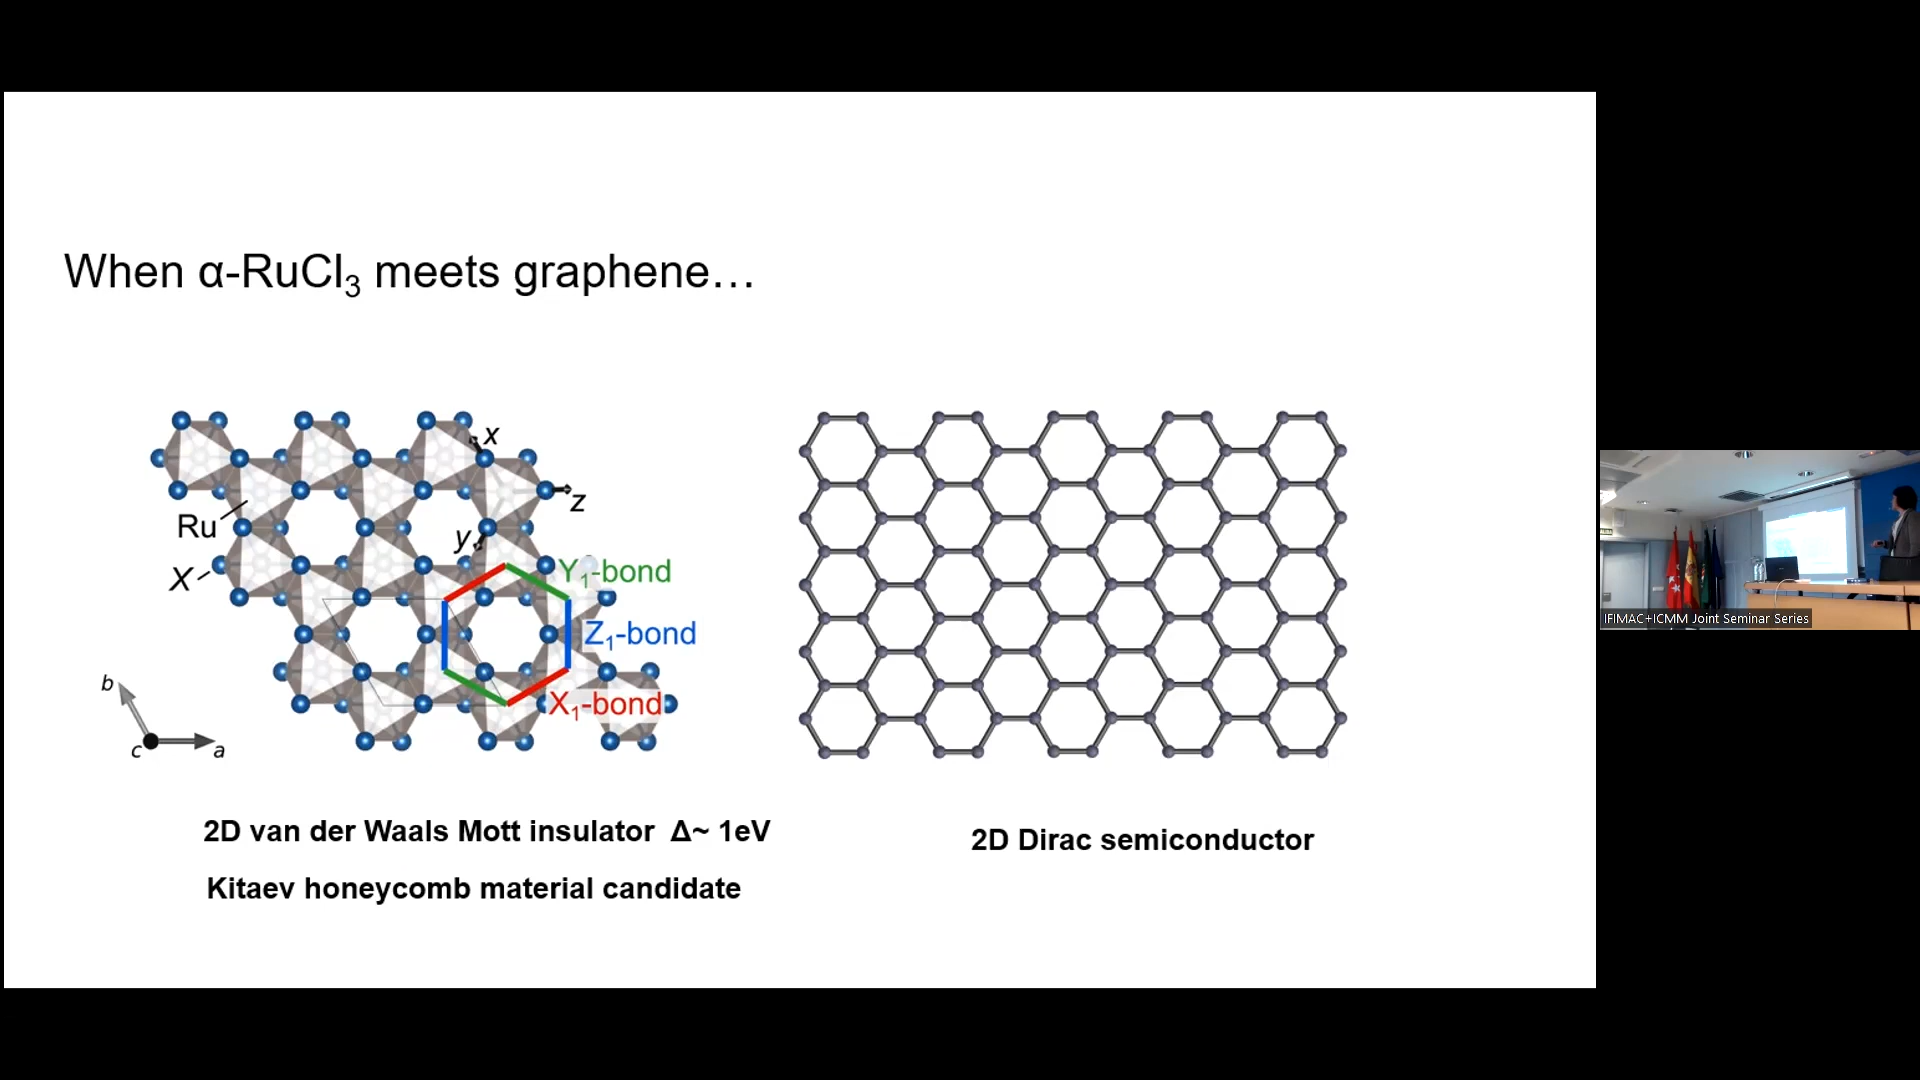 When α-RuCl₃ meets graphene…
x
z
Ru
y
X
Y₁-bond
Z₁-bond
X₁-bond
b
c
a
2D van der Waals Mott insulator Δ~ 1eV
2D Dirac semiconductor
Kitaev honeycomb material candidate
IFIMAC+ICMM Joint Seminar Series